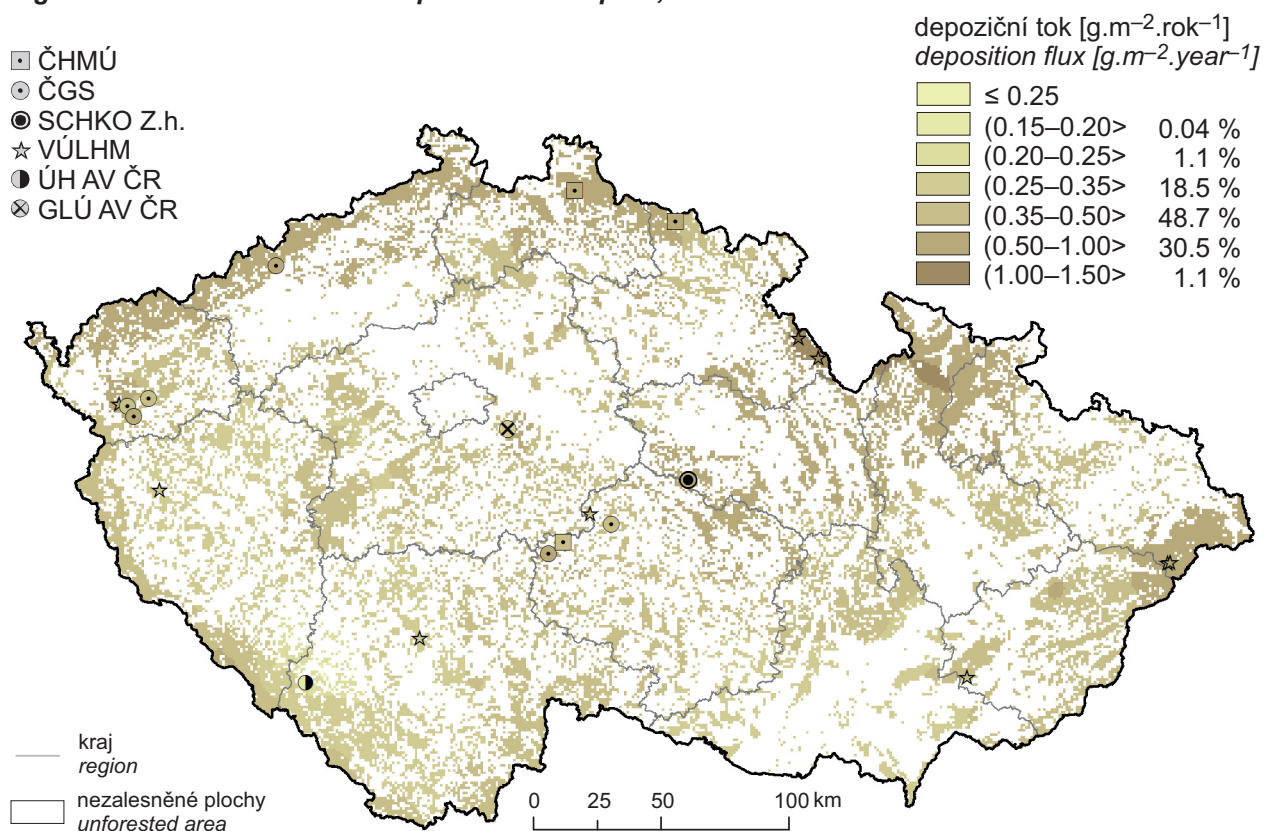 ČHMÚ
ČGS
SCHKO Z.h.
VÚLHM
ÚH AV ČR
GLÚ AV ČR
depoziční tok [g.m–2.rok–1]
deposition flux [g.m–2.year–1]
≤ 0.25
(0.15–0.20> 0.04 %
(0.20–0.25> 1.1 %
(0.25–0.35> 18.5 %
(0.35–0.50> 48.7 %
(0.50–1.00> 30.5 %
(1.00–1.50> 1.1 %
kraj
region
nezalesněné plochy
unforested area
0 25 50 100 km